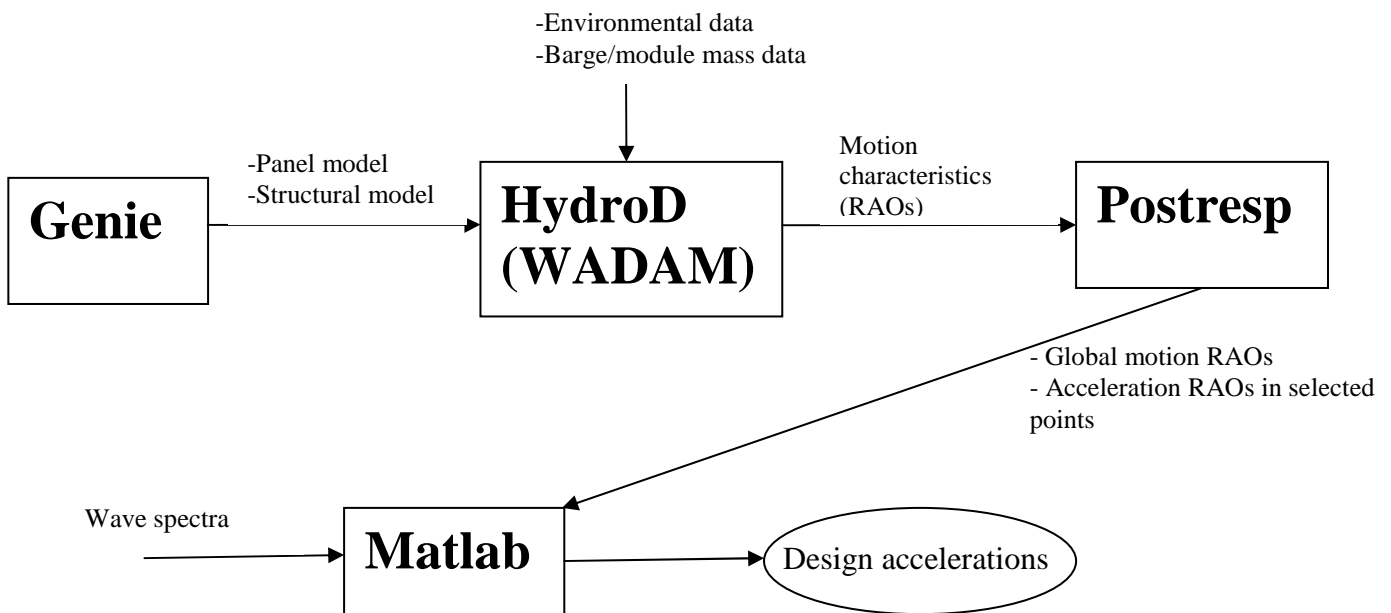 -Environmental data
-Barge/module mass data
-Panel model
-Structural model
Motion
characteristics
(RAOs)
Genie
HydroD
(WADAM)
Postresp
- Global motion RAOs
- Acceleration RAOs in selected
points
Wave spectra
Matlab
Design accelerations